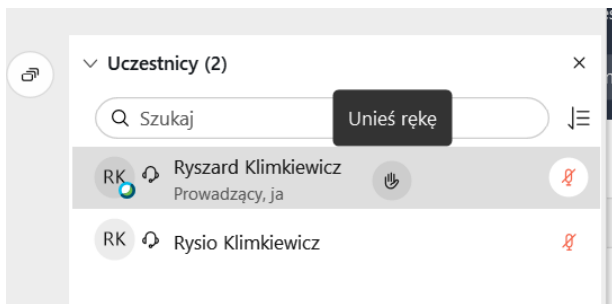 Uczestnicy (2)
Szukaj
Unieś rękę
RK
Ryszard Klimkiewicz
Prowadzący, ja
RK
Rysio Klimkiewicz